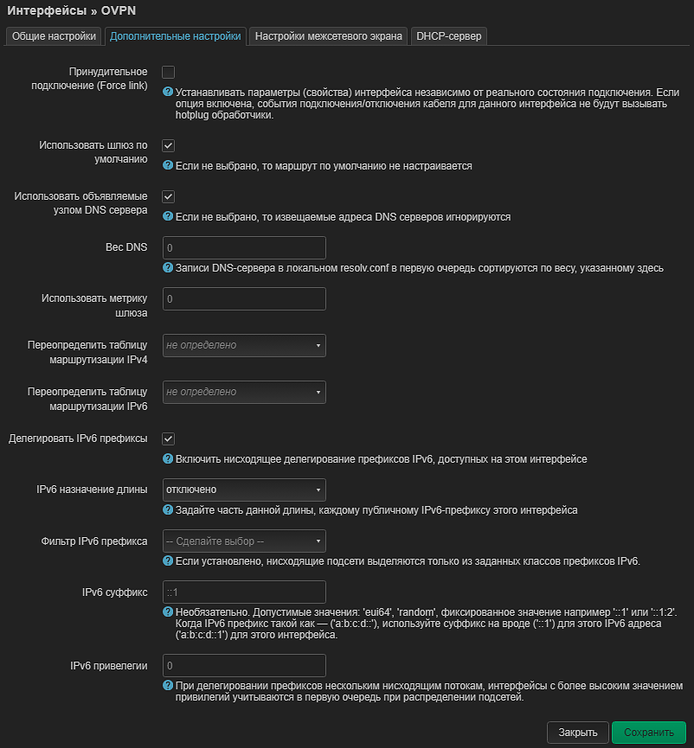 Интерфейсы » OVPN
Общие настройки
Дополнительные настройки
Настройки межсетевого экрана
DHCP-сервер
Принудительное
подключение (Force link)
Устанавливать параметры (свойства) интерфейса независимо от реального состояния подключения. Если
опция включена, события подключения/отключения кабеля для данного интерфейса не будут вызывать
hotplug обработчики.
Использовать шлюз по
умолчанию
Если не выбрано, то маршрут по умолчанию не настраивается
Использовать объявляемые
узлом DNS сервера
Если не выбрано, то извещаемые адреса DNS серверов игнорируются
Вес DNS
0
Записи DNS-сервера в локальном resolv.conf в первую очередь сортируются по весу, указанному здесь
Использовать метрику
шлюза
0
Переопределить таблицу
маршрутизации IPv4
не определено
Переопределить таблицу
маршрутизации IPv6
не определено
Делегировать IPv6 префиксы
Включить нисходящее делегирование префиксов IPv6, доступных на этом интерфейсе
IPv6 назначение длины
отключено
Задайте часть данной длины, каждому публичному IPv6-префиксу этого интерфейса
Фильтр IPv6 префикса
-- Сделайте выбор --
Если установлено, нисходящие подсети выделяются только из заданных классов префиксов IPv6.
IPv6 суффикс
::1
Необязательно. Допустимые значения: 'eui64', 'random', фиксированное значение например '::1' или '::1:2'.
Когда IPv6 префикс такой как — ('a:b:c:d::'), используйте суффикс на вроде ('::1') для этого IPv6 адреса
('a:b:c:d::1') для этого интерфейса.
IPv6 привелегии
0
При делегировании префиксов нескольким нисходящим потокам, интерфейсы с более высоким значением
привилегий учитываются в первую очередь при распределении подсетей.
Закрыть
Сохранить